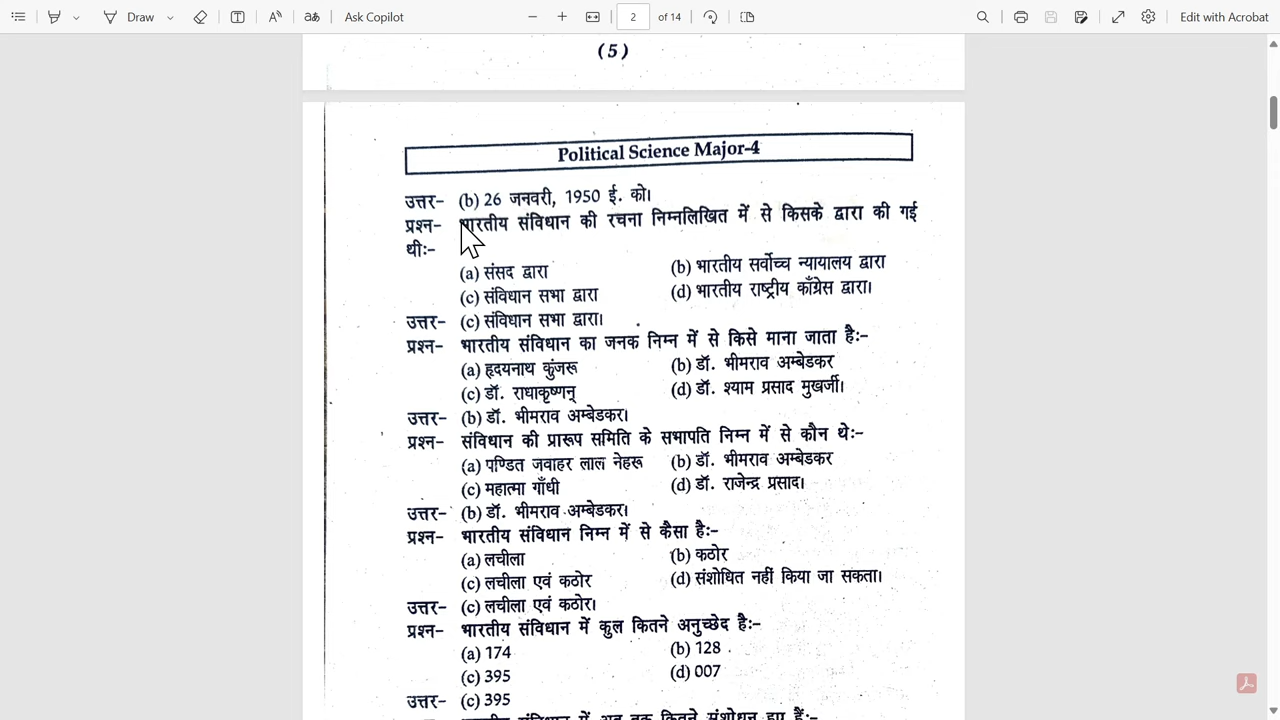 Draw
Ask Copilot
2 of 14
Edit with Acrobat
(5)
Political Science Major-4
उत्तर- (b) 26 जनवरी, 1950 ई. को।
प्रश्न- भारतीय संविधान की रचना निम्नलिखित में से किसके द्वारा की गई
थीः-
(a) संसद द्वारा (b) भारतीय सर्वोच्च न्यायालय द्वारा
(c) संविधान सभा द्वारा (d) भारतीय राष्ट्रीय काँग्रेस द्वारा।
उत्तर- (c) संविधान सभा द्वारा।
प्रश्न- भारतीय संविधान का जनक निम्न में से किसे माना जाता हैः-
(a) हृदयनाथ कुंजरू (b) डॉ. भीमराव अम्बेडकर
(c) डॉ. राधाकृष्णन् (d) डॉ. श्याम प्रसाद मुखर्जी।
उत्तर- (b) डॉ. भीमराव अम्बेडकर।
प्रश्न- संविधान की प्रारूप समिति के सभापति निम्न में से कौन थेः-
(a) पण्डित जवाहर लाल नेहरू (b) डॉ. भीमराव अम्बेडकर
(c) महात्मा गाँधी (d) डॉ. राजेन्द्र प्रसाद।
उत्तर- (b) डॉ. भीमराव अम्बेडकर।
प्रश्न- भारतीय संविधान निम्न में से कैसा हैः-
(a) लचीला (b) कठोर
(c) लचीला एवं कठोर (d) संशोधित नहीं किया जा सकता।
उत्तर- (c) लचीला एवं कठोर।
प्रश्न- भारतीय संविधान में कुल कितने अनुच्छेद हैः-
(a) 174 (b) 128
(c) 395 (d) 007
उत्तर- (c) 395